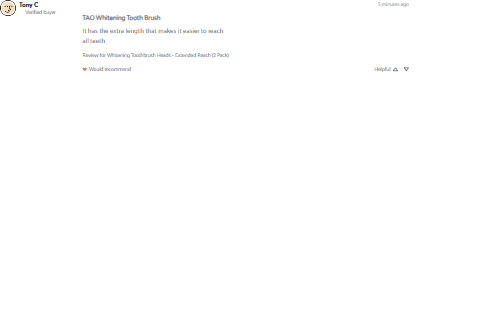 Tony C
5 minutes ago
Verified buyer
TAO Whitening Tooth Brush
It has the extra length that makes it easier to reach
all teeth
Review for Whitening Toothbrush Heads - Extended Reach (2 Pack)
Would recommend
Helpful